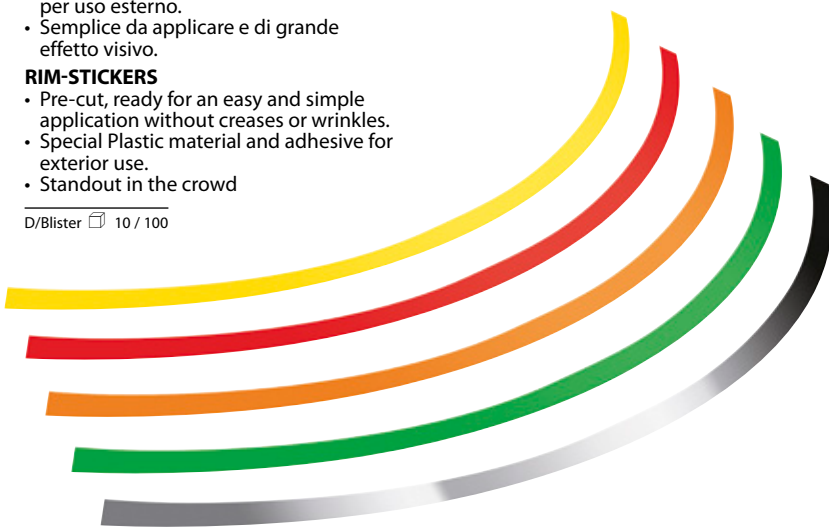 per uso esterno.
• Semplice da applicare e di grande
effetto visivo.
RIM-STICKERS
• Pre-cut, ready for an easy and simple
application without creases or wrinkles.
• Special Plastic material and adhesive for
exterior use.
• Standout in the crowd
D/Blister 10 / 100